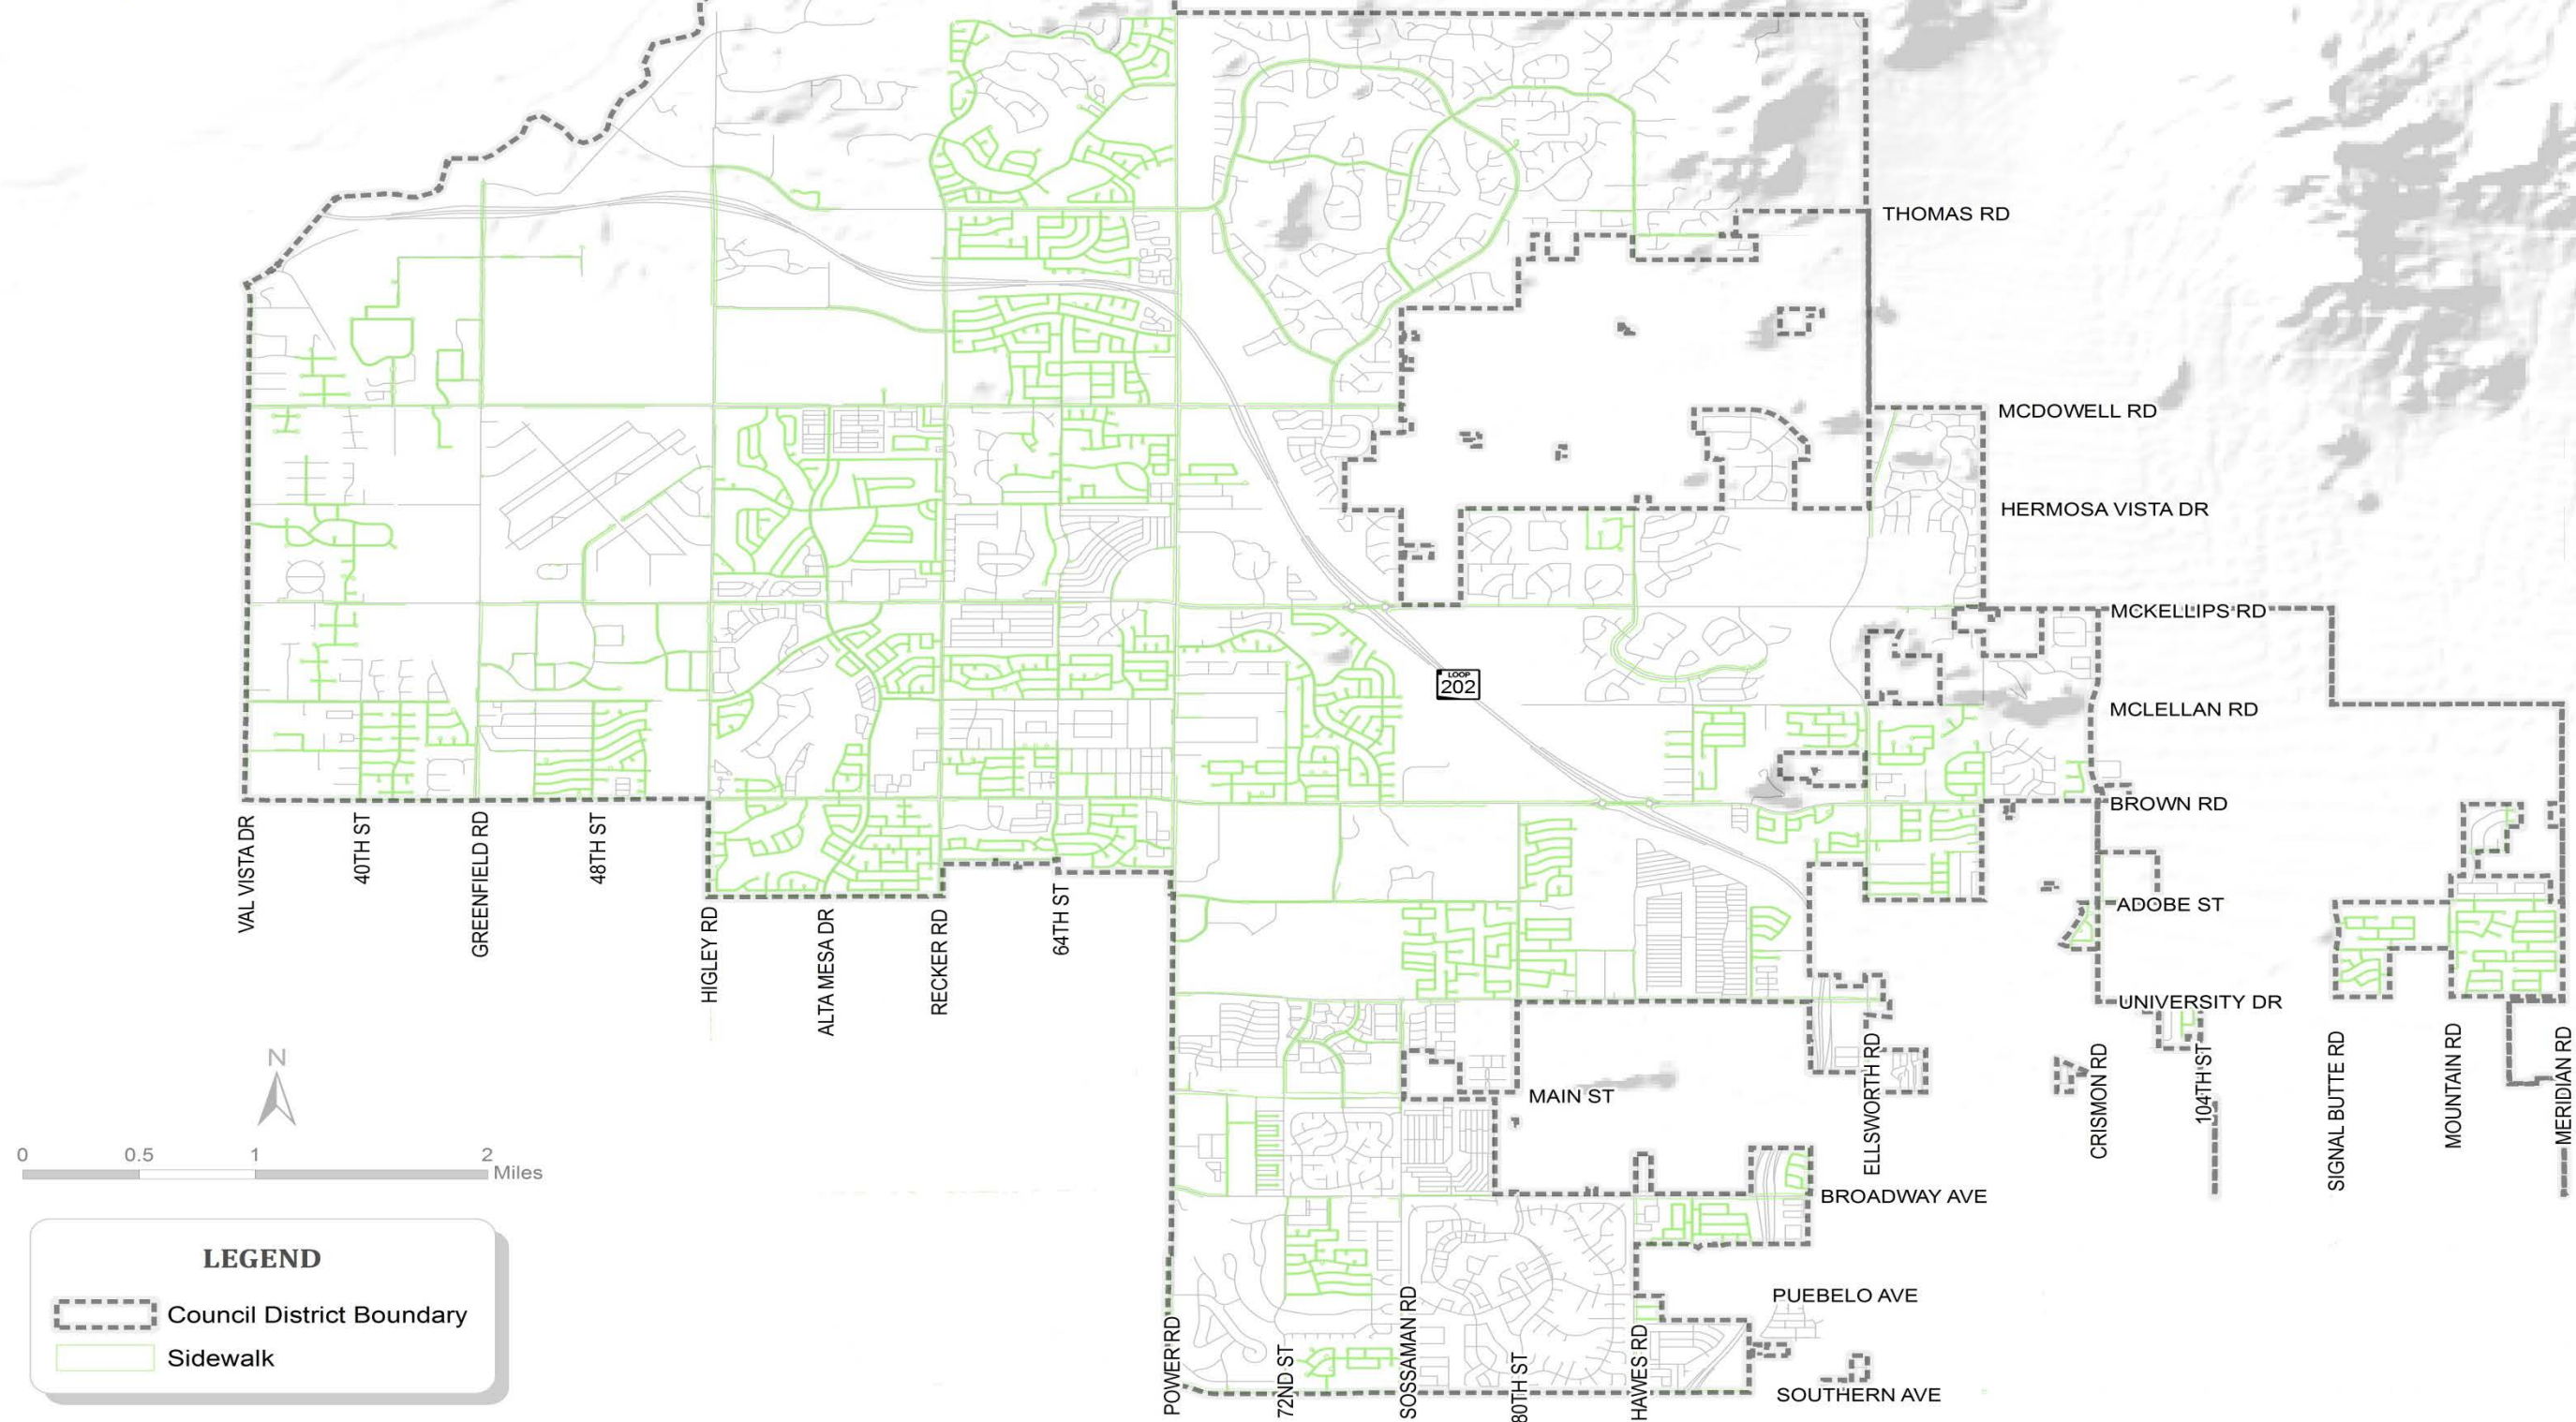 THOMAS RD
MCDOWELL RD
HERMOSA VISTA DR
MCKELLIPS RD
LOOP
202
MCLELLAN RD
BROWN RD
VAL VISTA DR
40TH ST
GREENFIELD RD
48TH ST
HIGLEY RD
ALTA MESA DR
RECKER RD
64TH ST
ADOBE ST
UNIVERSITY DR
MAIN ST
ELLSWORTH RD
CRISMON RD
104TH ST
SIGNAL BUTTE RD
MOUNTAIN RD
MERIDIAN RD
BROADWAY AVE
PUEBELO AVE
POWER RD
72ND ST
SOSSAMAN RD
80TH ST
HAWES RD
SOUTHERN AVE
N
0 0.5 1 2
Miles
LEGEND
Council District Boundary
Sidewalk